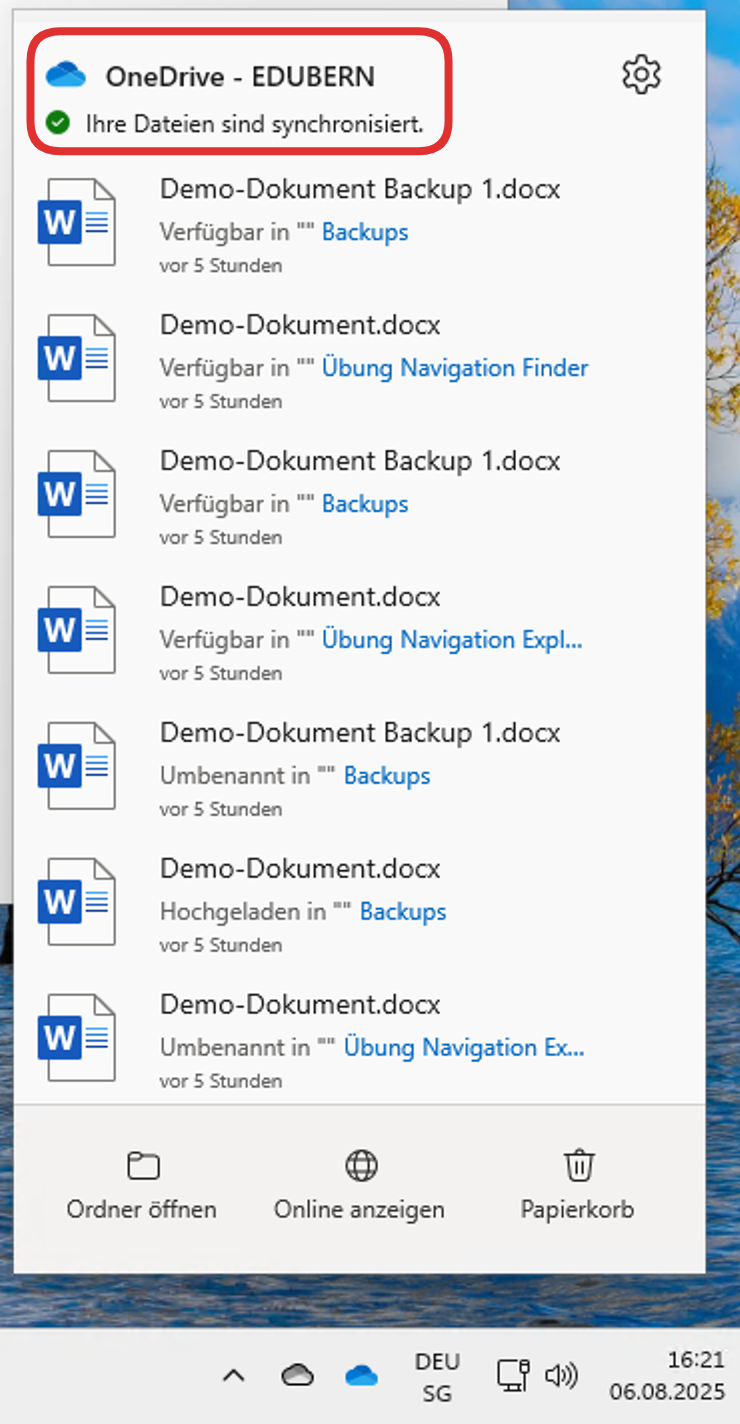 OneDrive - EDUBERN
Ihre Dateien sind synchronisiert.
Demo-Dokument Backup 1.docx
Verfügbar in "" Backups
vor 5 Stunden
Demo-Dokument.docx
Verfügbar in "" Übung Navigation Finder
vor 5 Stunden
Demo-Dokument Backup 1.docx
Verfügbar in "" Backups
vor 5 Stunden
Demo-Dokument.docx
Verfügbar in "" Übung Navigation Expl...
vor 5 Stunden
Demo-Dokument Backup 1.docx
Umbenannt in "" Backups
vor 5 Stunden
Demo-Dokument.docx
Hochgeladen in "" Backups
vor 5 Stunden
Demo-Dokument.docx
Umbenannt in "" Übung Navigation Ex...
vor 5 Stunden
Ordner öffnen Online anzeigen Papierkorb
DEU 16:21
SG 06.08.2025